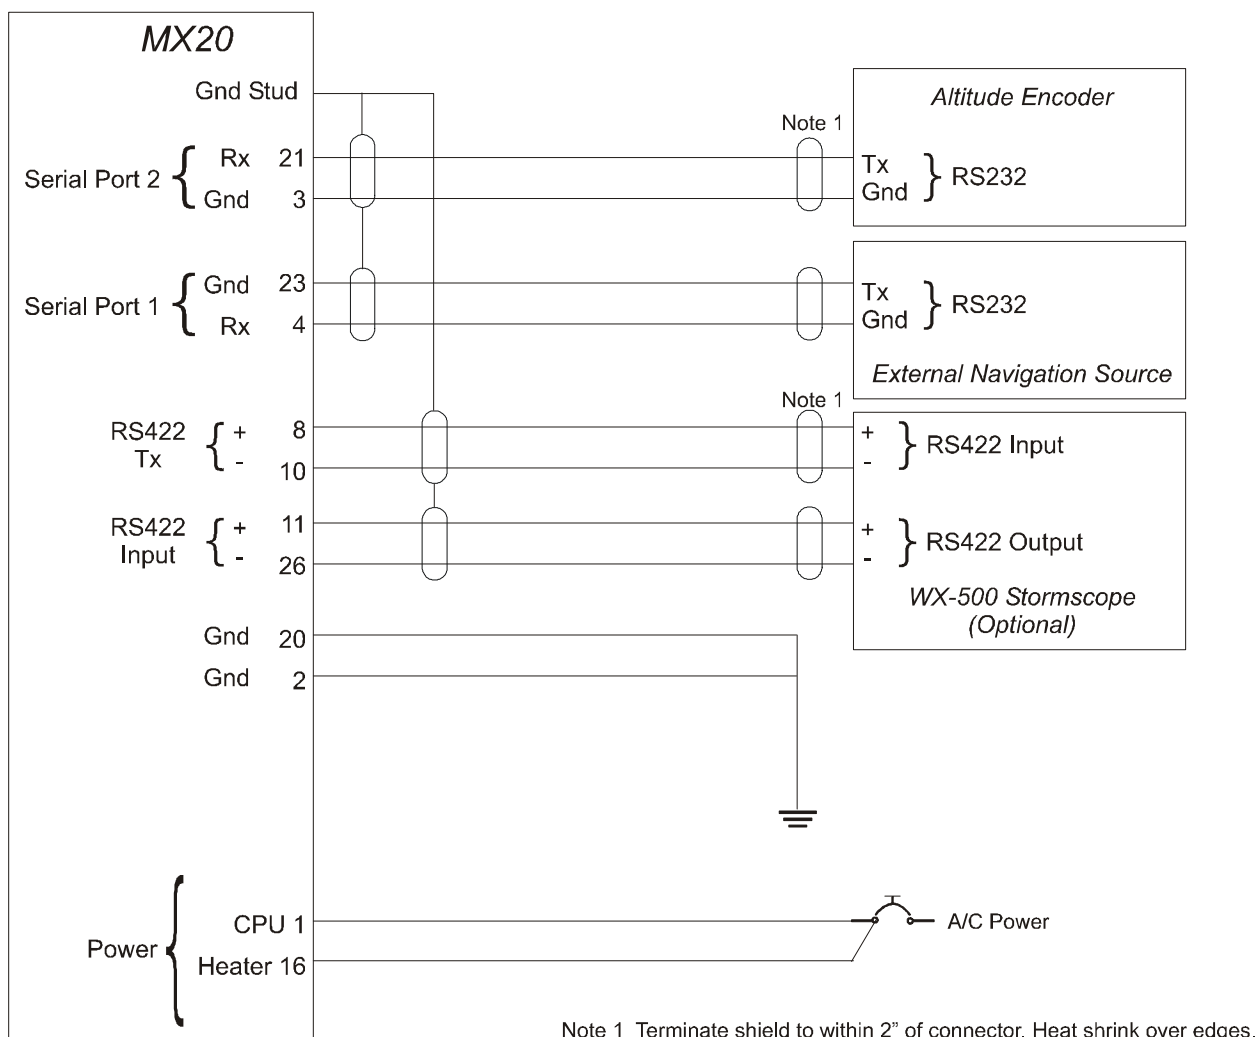 MX20
Gnd Stud
Altitude Encoder
Note 1
Serial Port 2 { Rx 21
Gnd 3
Tx
Gnd } RS232
Serial Port 1 { Gnd 23
Rx 4
Tx
Gnd } RS232
External Navigation Source
Note 1
RS422
Tx { + 8
- 10
+
- } RS422 Input
RS422
Input { + 11
- 26
+
- } RS422 Output
WX-500 Stormscope
(Optional)
Gnd 20
Gnd 2
Power { CPU 1
Heater 16
A/C Power
Note 1 Terminate shield to within 2” of connector. Heat shrink over edges.